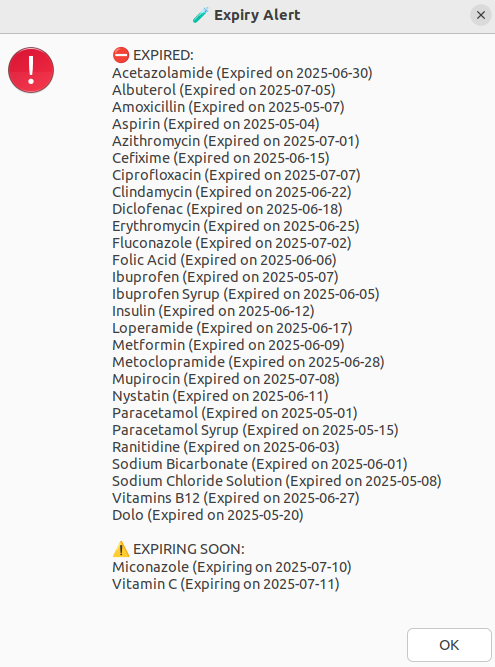 🧪 Expiry Alert
⛔ EXPIRED:
Acetazolamide (Expired on 2025-06-30)
Albuterol (Expired on 2025-07-05)
Amoxicillin (Expired on 2025-05-07)
Aspirin (Expired on 2025-05-04)
Azithromycin (Expired on 2025-07-01)
Cefixime (Expired on 2025-06-15)
Ciprofloxacin (Expired on 2025-07-07)
Clindamycin (Expired on 2025-06-22)
Diclofenac (Expired on 2025-06-18)
Erythromycin (Expired on 2025-06-25)
Fluconazole (Expired on 2025-07-02)
Folic Acid (Expired on 2025-06-06)
Ibuprofen (Expired on 2025-05-07)
Ibuprofen Syrup (Expired on 2025-06-05)
Insulin (Expired on 2025-06-12)
Loperamide (Expired on 2025-06-17)
Metformin (Expired on 2025-06-09)
Metoclopramide (Expired on 2025-06-28)
Mupirocin (Expired on 2025-07-08)
Nystatin (Expired on 2025-06-11)
Paracetamol (Expired on 2025-05-01)
Paracetamol Syrup (Expired on 2025-05-15)
Ranitidine (Expired on 2025-06-03)
Sodium Bicarbonate (Expired on 2025-06-01)
Sodium Chloride Solution (Expired on 2025-05-08)
Vitamins B12 (Expired on 2025-06-27)
Dolo (Expired on 2025-05-20)
⚠️ EXPIRING SOON:
Miconazole (Expiring on 2025-07-10)
Vitamin C (Expiring on 2025-07-11)
OK